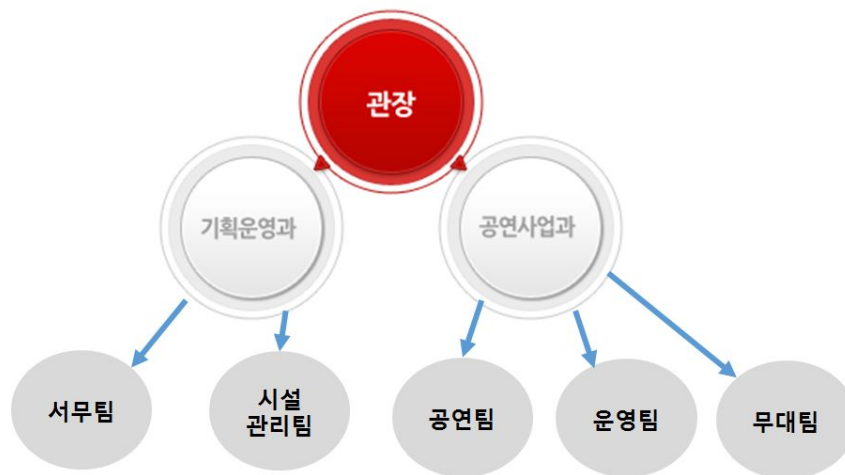 관장
기획운영과
공연사업과
서무팀
시설
관리팀
공연팀
운영팀
무대팀